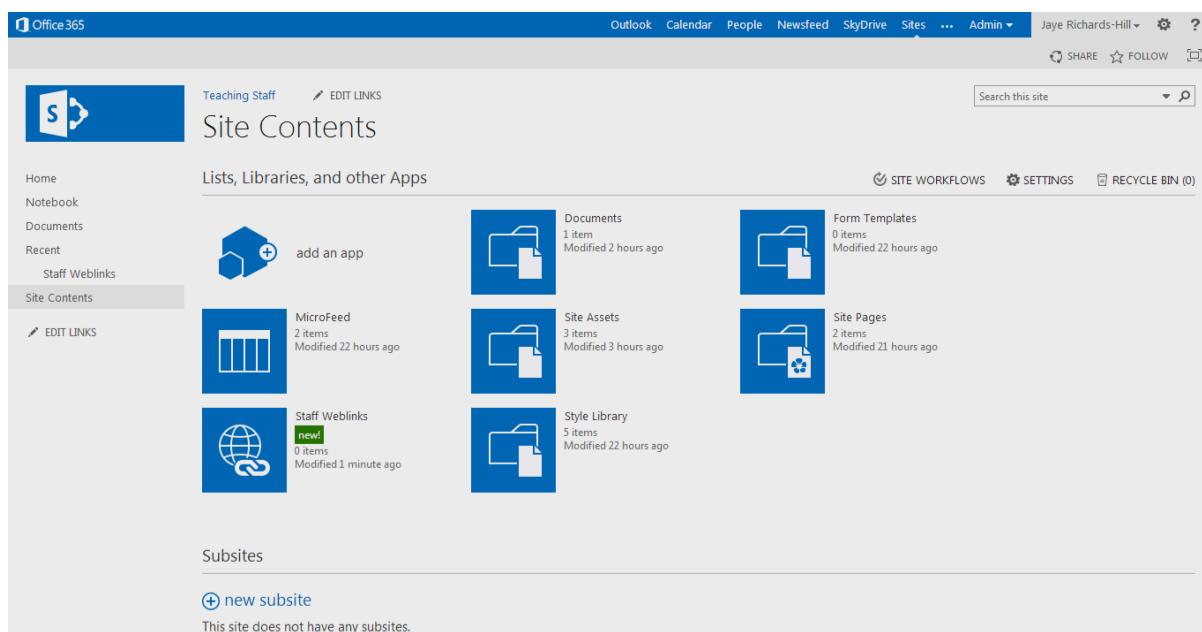 Office 365
Outlook Calendar People Newsfeed SkyDrive Sites ... Admin Jaye Richards-Hill ?
SHARE FOLLOW
S
Teaching Staff EDIT LINKS
Search this site
Site Contents
Home
Notebook
Documents
Recent
Staff Weblinks
Site Contents
EDIT LINKS
Lists, Libraries, and other Apps
SITE WORKFLOWS SETTINGS RECYCLE BIN (0)
add an app
Documents
1 item
Modified 2 hours ago
Form Templates
0 items
Modified 22 hours ago
MicroFeed
2 items
Modified 22 hours ago
Site Assets
3 items
Modified 3 hours ago
Site Pages
2 items
Modified 21 hours ago
Staff Weblinks
new!
0 items
Modified 1 minute ago
Style Library
5 items
Modified 22 hours ago
Subsites
new subsite
This site does not have any subsites.